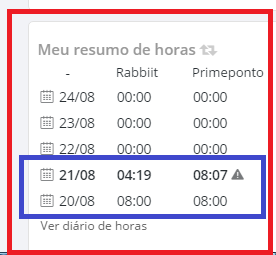 Meu resumo de horas
- Rabbiit Primeponto
24/08 00:00 00:00
23/08 00:00 00:00
22/08 00:00 00:00
21/08 04:19 08:07
20/08 08:00 08:00
Ver diário de horas